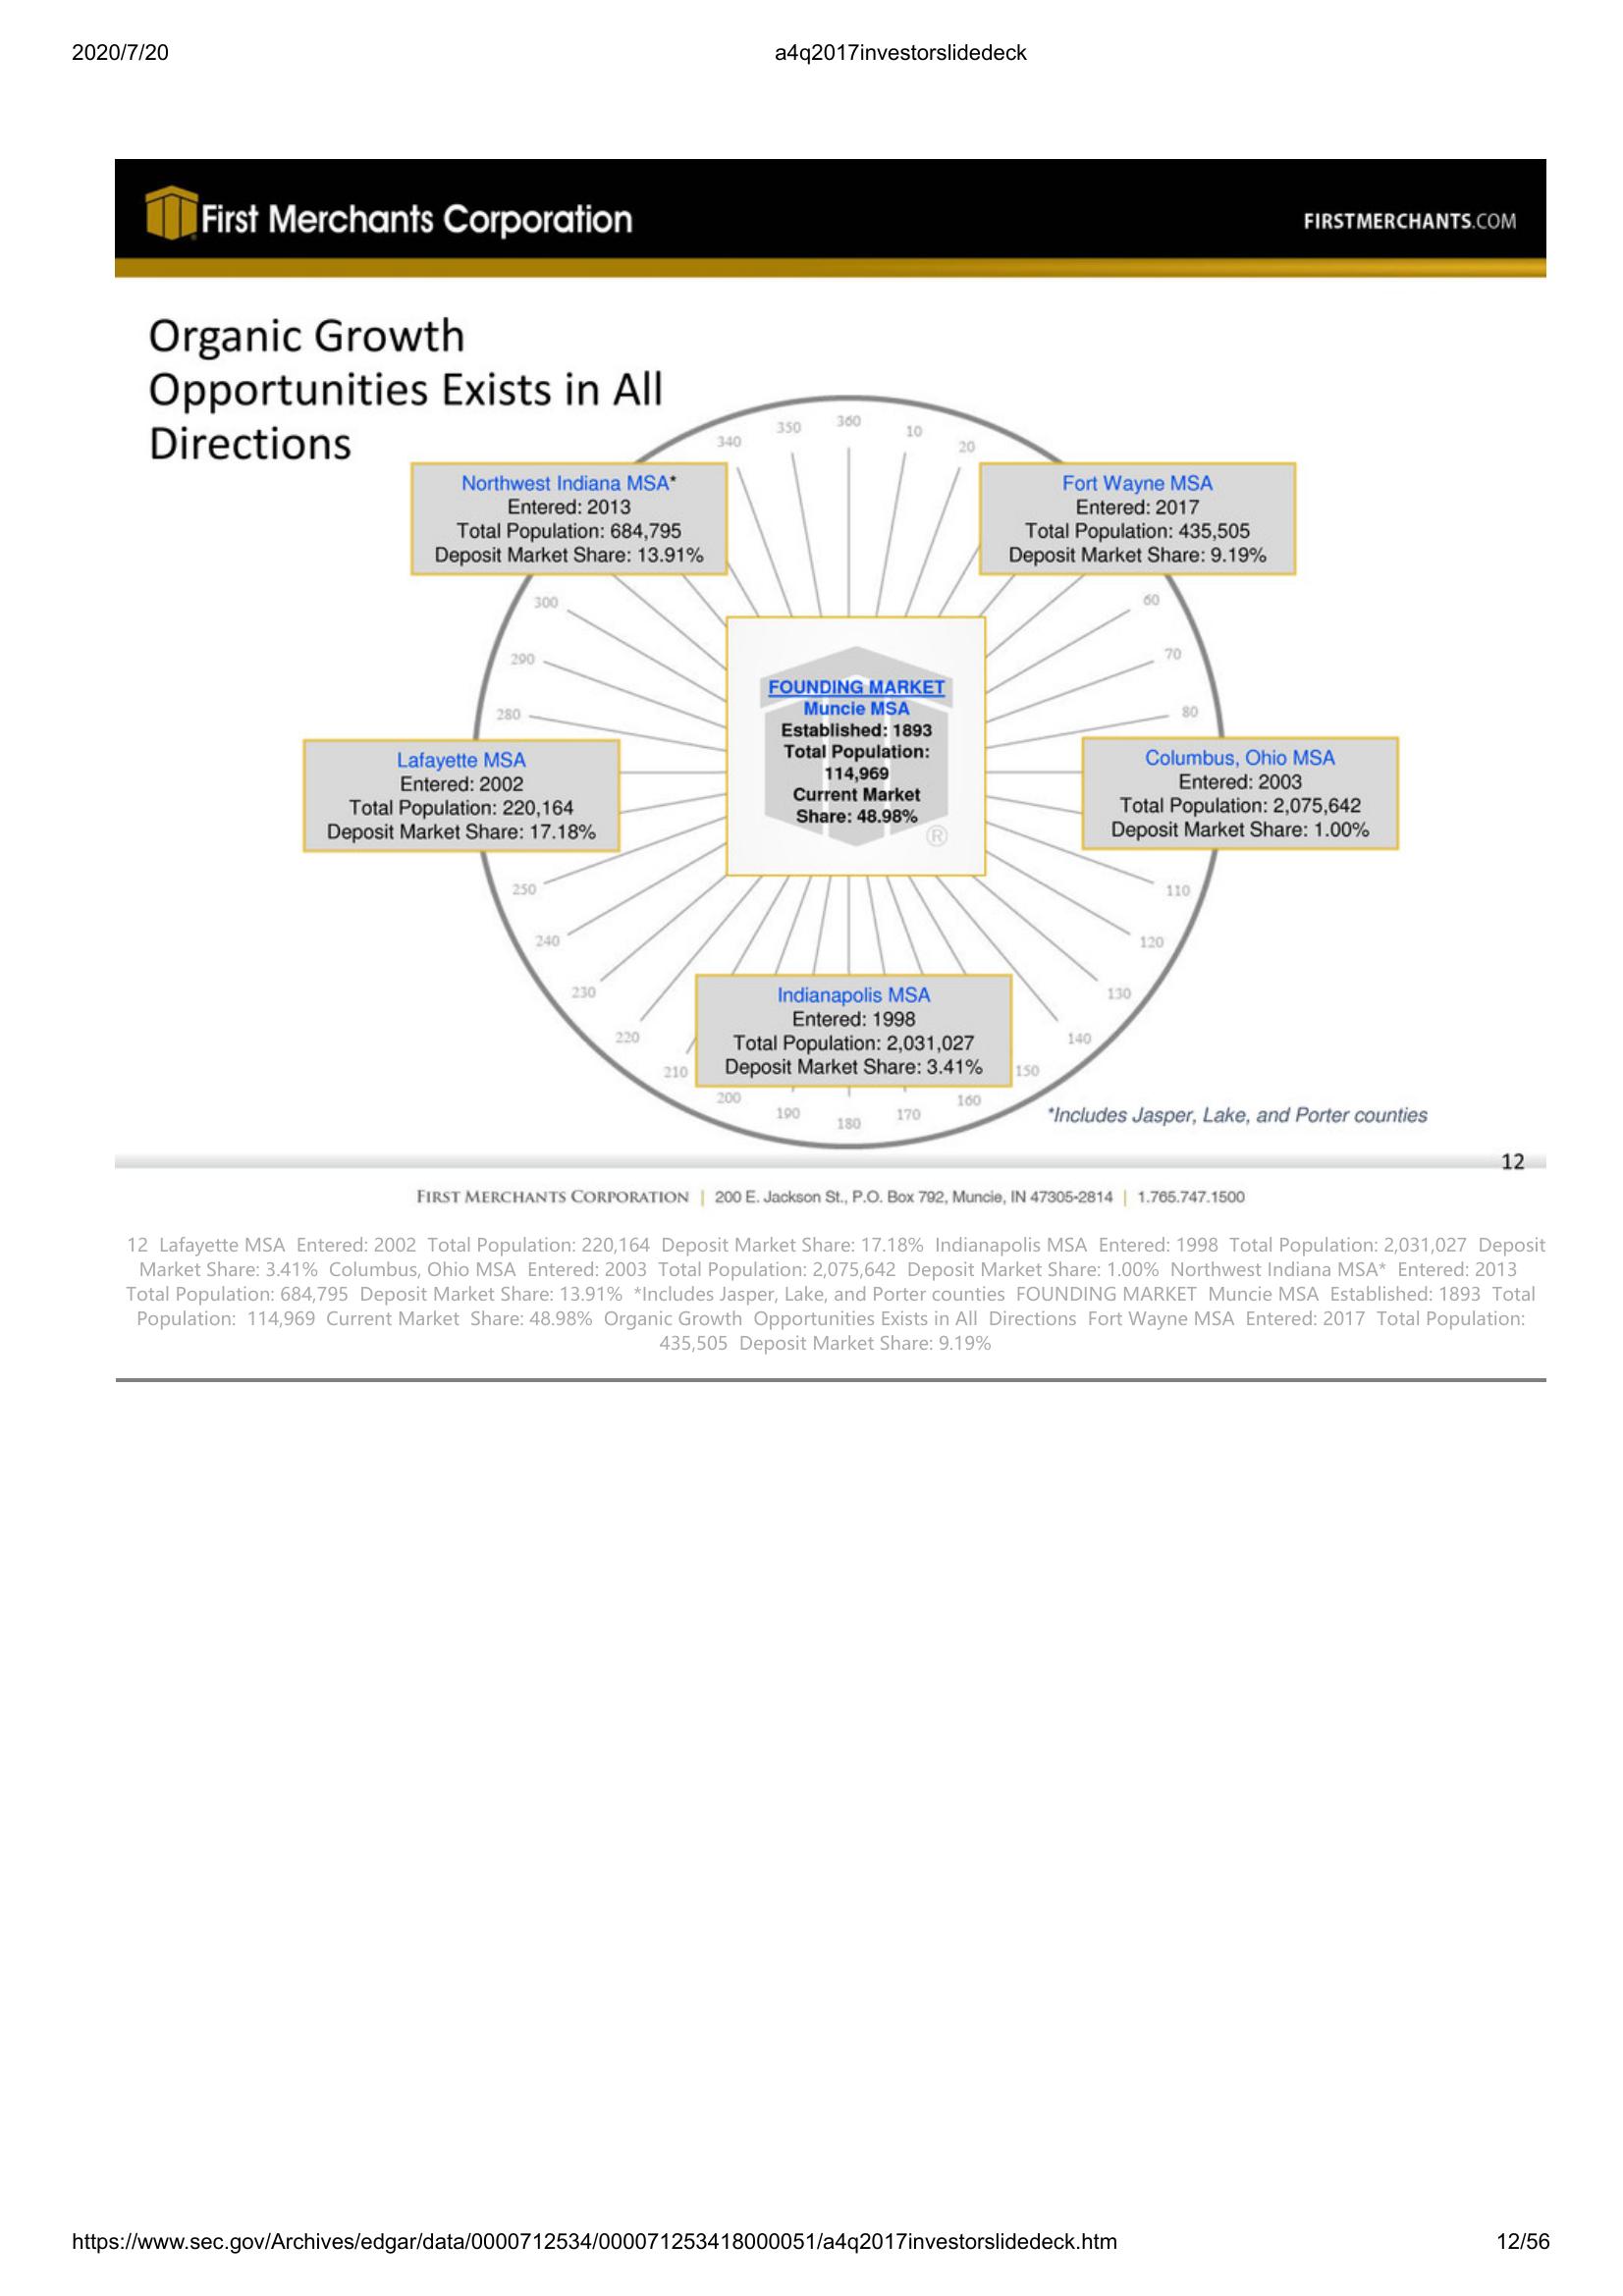 2020/7/20
a4q2017investorslidedeck
First Merchants Corporation
FIRSTMERCHANTS.COM
Organic Growth
Opportunities Exists in All
Directions
340
350
360
10
20
Northwest Indiana MSA*
Entered: 2013
Total Population: 684,795
Deposit Market Share: 13.91%
Fort Wayne MSA
Entered: 2017
Total Population: 435,505
Deposit Market Share: 9.19%
300
60
290
70
280
80
FOUNDING MARKET
Muncie MSA
Established: 1893
Total Population:
114,969
Current Market
Share: 48.98%
®
Lafayette MSA
Entered: 2002
Total Population: 220,164
Deposit Market Share: 17.18%
Columbus, Ohio MSA
Entered: 2003
Total Population: 2,075,642
Deposit Market Share: 1.00%
250
110
240
120
230
130
220
140
210
150
Indianapolis MSA
Entered: 1998
Total Population: 2,031,027
Deposit Market Share: 3.41%
200
190
180
170
160
*Includes Jasper, Lake, and Porter counties
12
FIRST MERCHANTS CORPORATION | 200 E. Jackson St., P.O. Box 792, Muncie, IN 47305-2814 | 1.765.747.1500
12 Lafayette MSA Entered: 2002 Total Population: 220,164 Deposit Market Share: 17.18% Indianapolis MSA Entered: 1998 Total Population: 2,031,027 Deposit
Market Share: 3.41% Columbus, Ohio MSA Entered: 2003 Total Population: 2,075,642 Deposit Market Share: 1.00% Northwest Indiana MSA* Entered: 2013
Total Population: 684,795 Deposit Market Share: 13.91% *Includes Jasper, Lake, and Porter counties FOUNDING MARKET Muncie MSA Established: 1893 Total
Population: 114,969 Current Market Share: 48.98% Organic Growth Opportunities Exists in All Directions Fort Wayne MSA Entered: 2017 Total Population:
435,505 Deposit Market Share: 9.19%
https://www.sec.gov/Archives/edgar/data/0000712534/000071253418000051/a4q2017investorslidedeck.htm
12/56